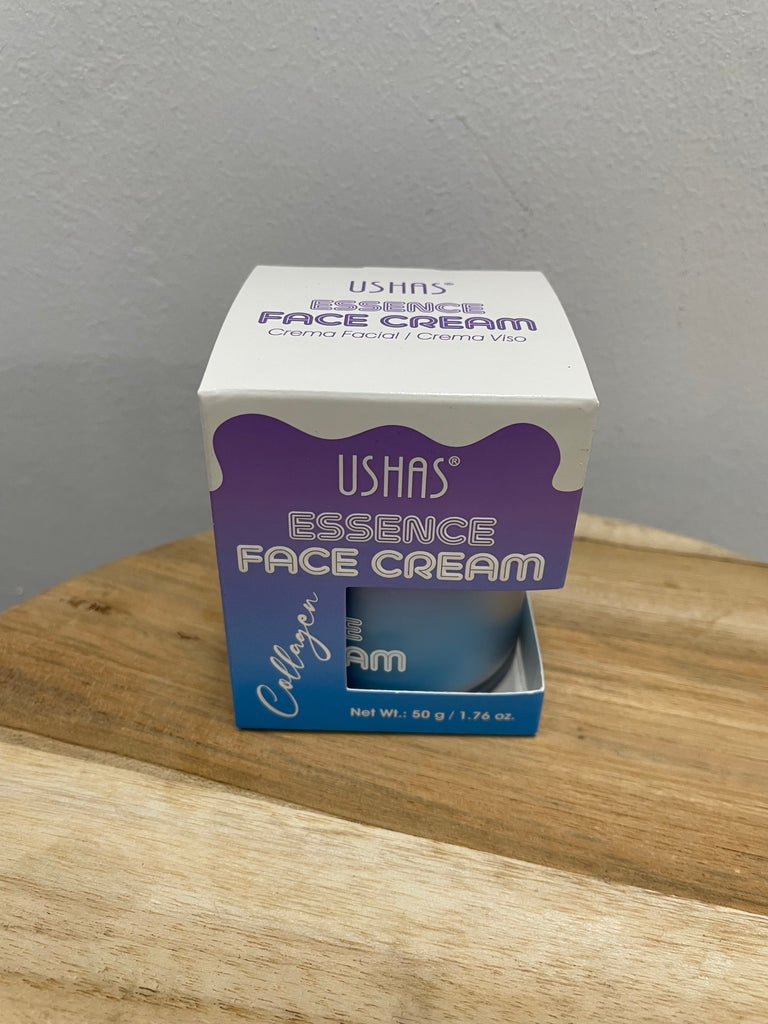 USHAS®
ESSENCE
FACE CREAM
Crema Facial / Crema Viso
USHAS®
ESSENCE
FACE CREAM
Collagen
E
AM
Net Wt.: 50 g / 1.76 oz.